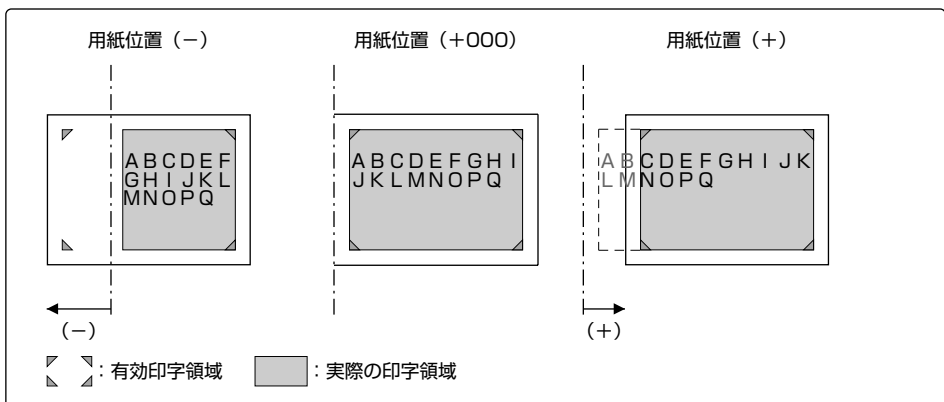 用紙位置（−）
用紙位置（+000）
用紙位置（+）
ABCDEF
GHIJKL
MNOPQ
ABCDEFGHI
JKLMNOPQ
ABCDEFGHIJK
LMNOPQ
（−）
（+）
：有効印字領域
：実際の印字領域